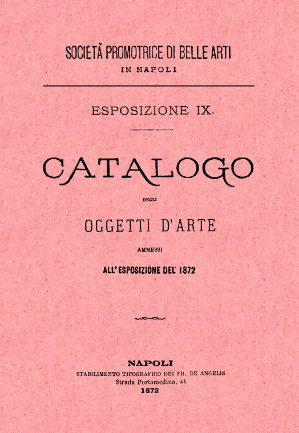 SOCIETÀ PROMOTRICE DI BELLE ARTI
IN NAPOLI
ESPOSIZIONE IX.
CATALOGO
DEGLI
OGGETTI D'ARTE
AMMESSI
ALL'ESPOSIZIONE DEL 1872
NAPOLI
STABILIMENTO TIPOGRAFICO DEI FR. DE ANGELIS
Strada Portamedina, 44
1872